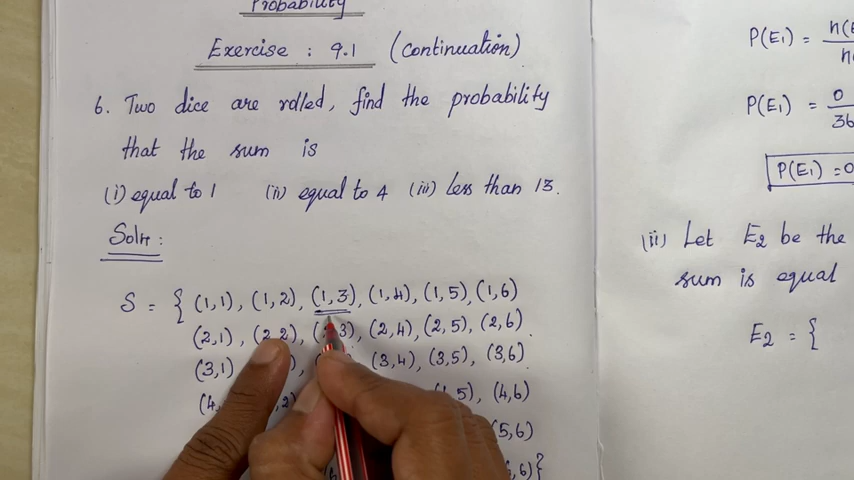 Probability
Exercise : 9.1 (Continuation)
6. Two dice are rolled, find the probability
that the sum is
(i) equal to 1 (ii) equal to 4 (iii) less than 13.
Soln:
S = { (1,1), (1,2), (1,3), (1,4), (1,5), (1,6)
(2,1), (2,2), (2,3), (2,4), (2,5), (2,6)
(3,1) (3,4), (3,5), (3,6)
(4,6)
(5,6)
6)}
P(E1) =
P(E1) = 0
36
P(E1) = 0
(ii) Let E2 be the
sum is equal
E2 = {